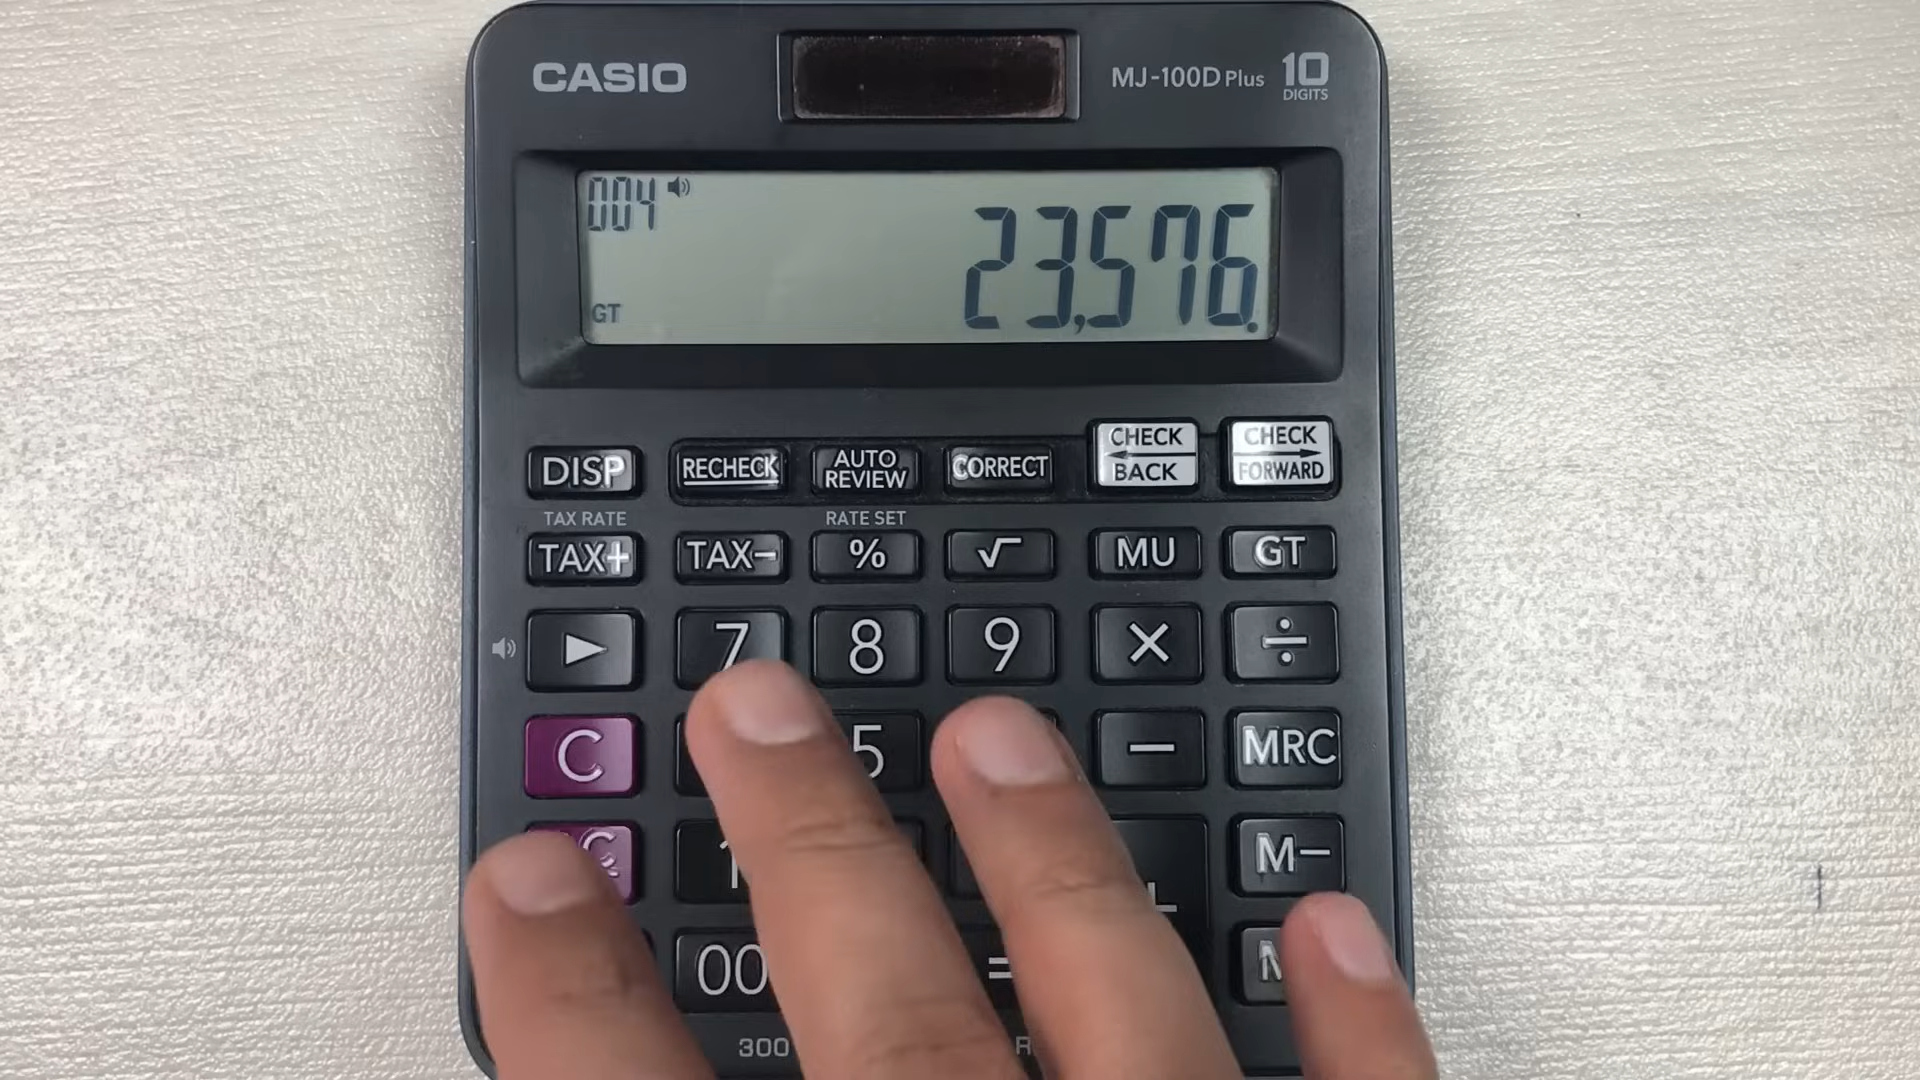 CASIO MJ-100D Plus 10 DIGITS
004
23,576.
GT
DISP RECHECK AUTO REVIEW CORRECT CHECK BACK CHECK FORWARD
TAX RATE RATE SET
TAX+ TAX- % √ MU GT
▶ 7 8 9 × ÷
C 5 - MRC
1 M-
00 =
300